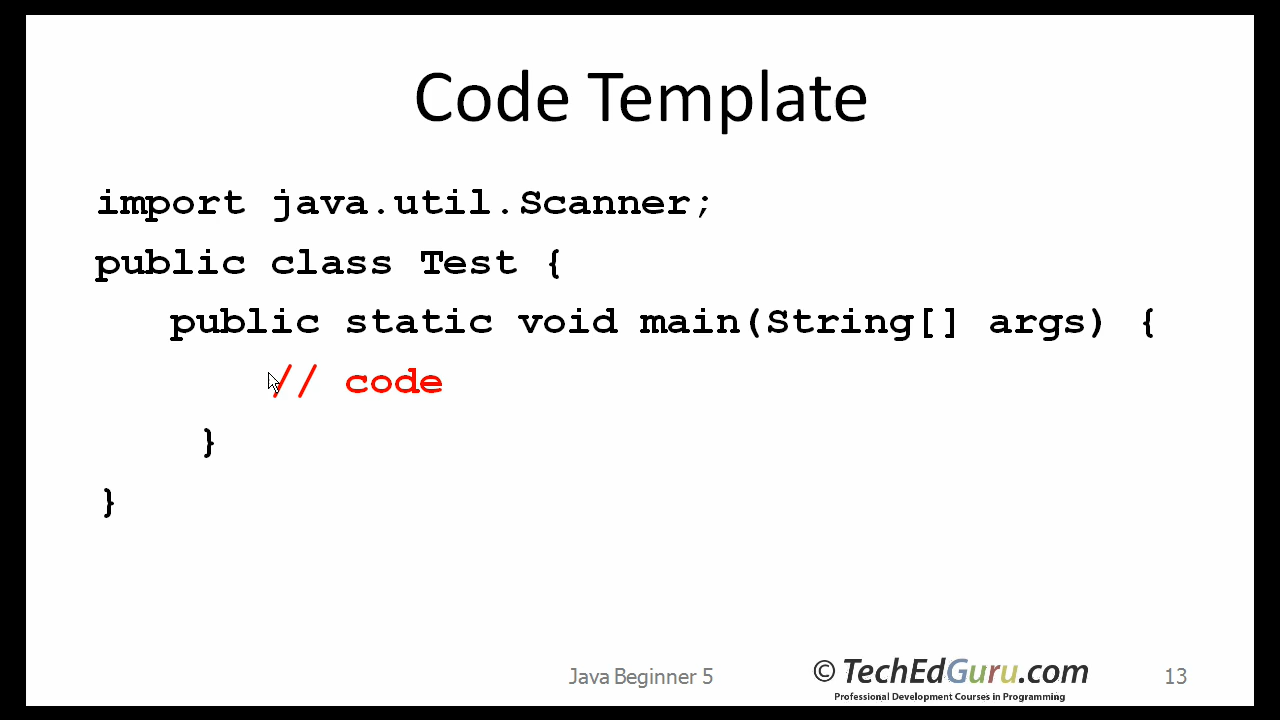 Code Template
import java.util.Scanner;
public class Test {
public static void main(String[] args) {
// code
}
}
Java Beginner 5
© TechEdGuru.com
Professional Development Courses in Programming
13